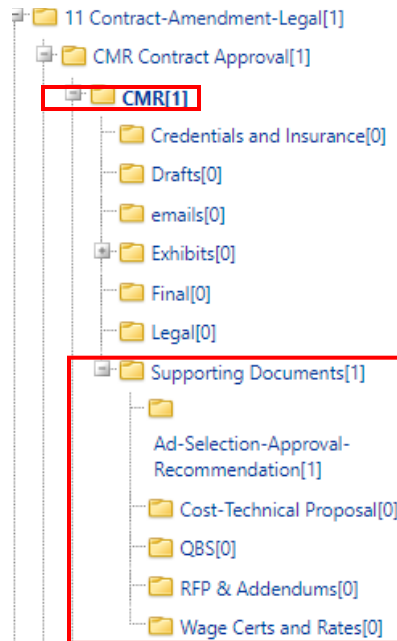 11 Contract-Amendment-Legal[1]
CMR Contract Approval[1]
CMR[1]
Credentials and Insurance[0]
Drafts[0]
emails[0]
Exhibits[0]
Final[0]
Legal[0]
Supporting Documents[1]
Ad-Selection-Approval-
Recommendation[1]
Cost-Technical Proposal[0]
QBS[0]
RFP & Addendums[0]
Wage Certs and Rates[0]